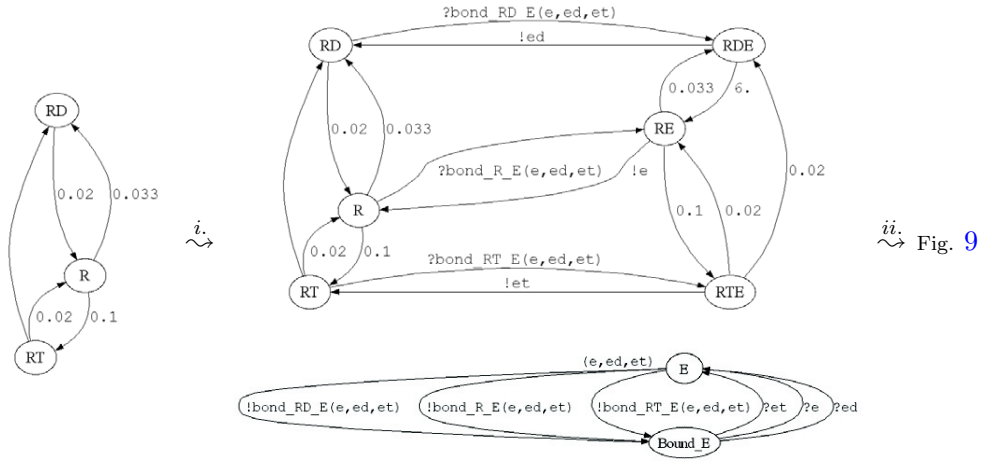 RD
0.02
0.033
R
0.02
0.1
RT
i.
?bond_RD_E(e,ed,et)
!ed
RD
RDE
0.033
6.
0.02
0.033
RE
?bond_R_E(e,ed,et)
!e
0.02
R
0.1
0.02
0.02
0.1
?bond_RT_E(e,ed,et)
!et
RT
RTE
ii.
Fig. 9
(e,ed,et)
E
!bond_RD_E(e,ed,et)
!bond_R_E(e,ed,et)
!bond_RT_E(e,ed,et)
?et
?e
?ed
Bound_E